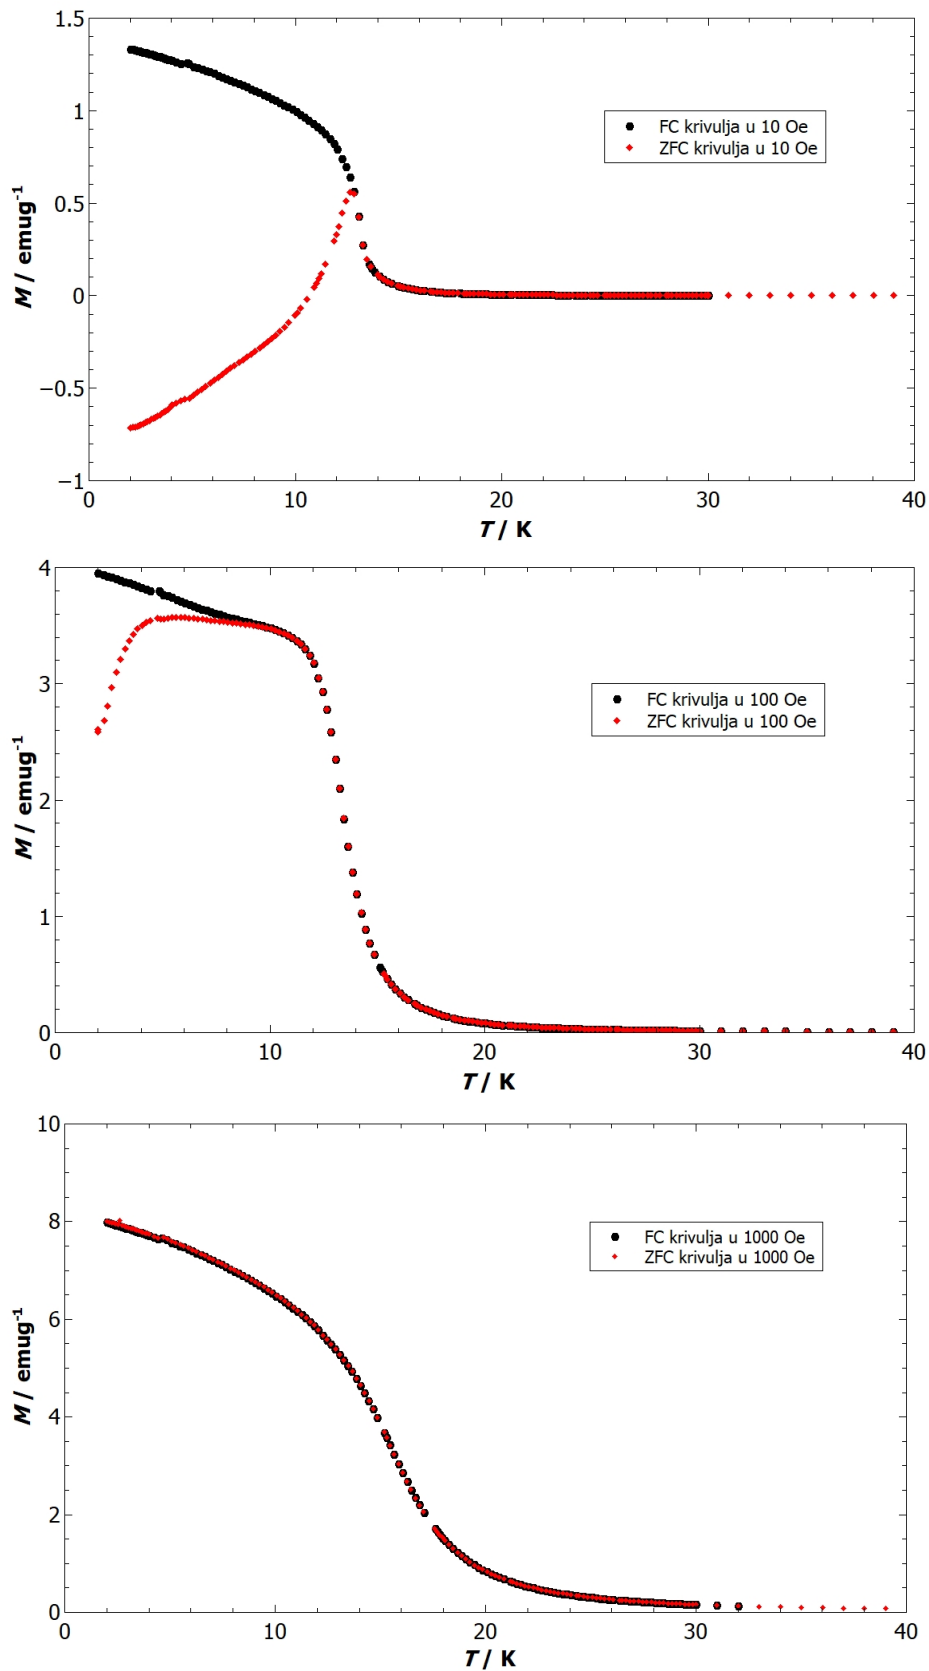 1.5
1
0.5
0
−0.5
−1
M / emug⁻¹
FC krivulja u 10 Oe
ZFC krivulja u 10 Oe
0 10 20 30 40
T / K
4
3
2
1
0
M / emug⁻¹
FC krivulja u 100 Oe
ZFC krivulja u 100 Oe
0 10 20 30 40
T / K
10
8
6
4
2
0
M / emug⁻¹
FC krivulja u 1000 Oe
ZFC krivulja u 1000 Oe
0 10 20 30 40
T / K